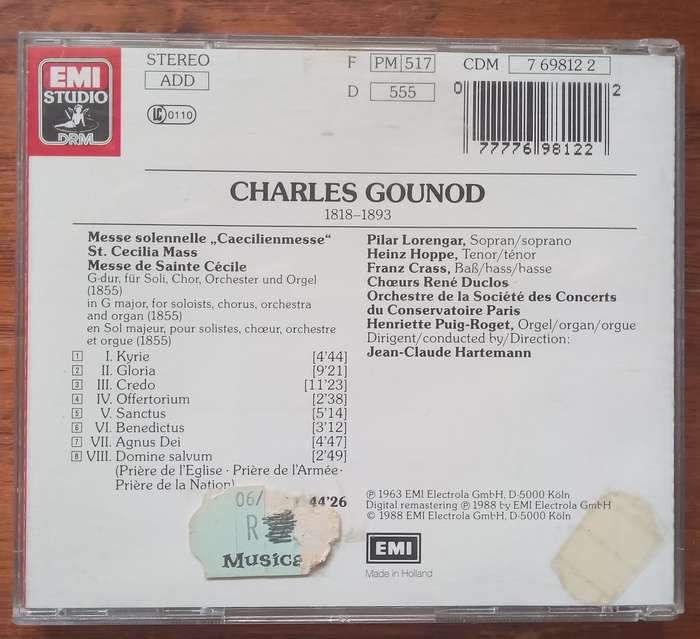 EMI
STUDIO
DRM
STEREO
ADD
LC 0110
F PM 517
D 555
CDM 7 69812 2
0 77776 98122 2
CHARLES GOUNOD
1818–1893
Messe solennelle „Caecilienmesse“
St. Cecilia Mass
Messe de Sainte Cécile
G-dur, für Soli, Chor, Orchester und Orgel
(1855)
in G major, for soloists, chorus, orchestra
and organ (1855)
en Sol majeur, pour solistes, chœur, orchestre
et orgue (1855)
1 I. Kyrie [4'44]
2 II. Gloria [9'21]
3 III. Credo [11'23]
4 IV. Offertorium [2'38]
5 V. Sanctus [5'14]
6 VI. Benedictus [3'12]
7 VII. Agnus Dei [4'47]
8 VIII. Domine salvum [2'49]
(Prière de l'Eglise · Prière de l'Armée ·
Prière de la Nation)
44'26
06/
R
Musica
Pilar Lorengar, Sopran/soprano
Heinz Hoppe, Tenor/ténor
Franz Crass, Baß/bass/basse
Chœurs René Duclos
Orchestre de la Société des Concerts
du Conservatoire Paris
Henriette Puig-Roget, Orgel/organ/orgue
Dirigent/conducted by/Direction:
Jean-Claude Hartemann
℗ 1963 EMI Electrola GmbH, D-5000 Köln
Digital remastering ℗ 1988 by EMI Electrola GmbH
© 1988 EMI Electrola GmbH, D-5000 Köln
EMI
Made in Holland